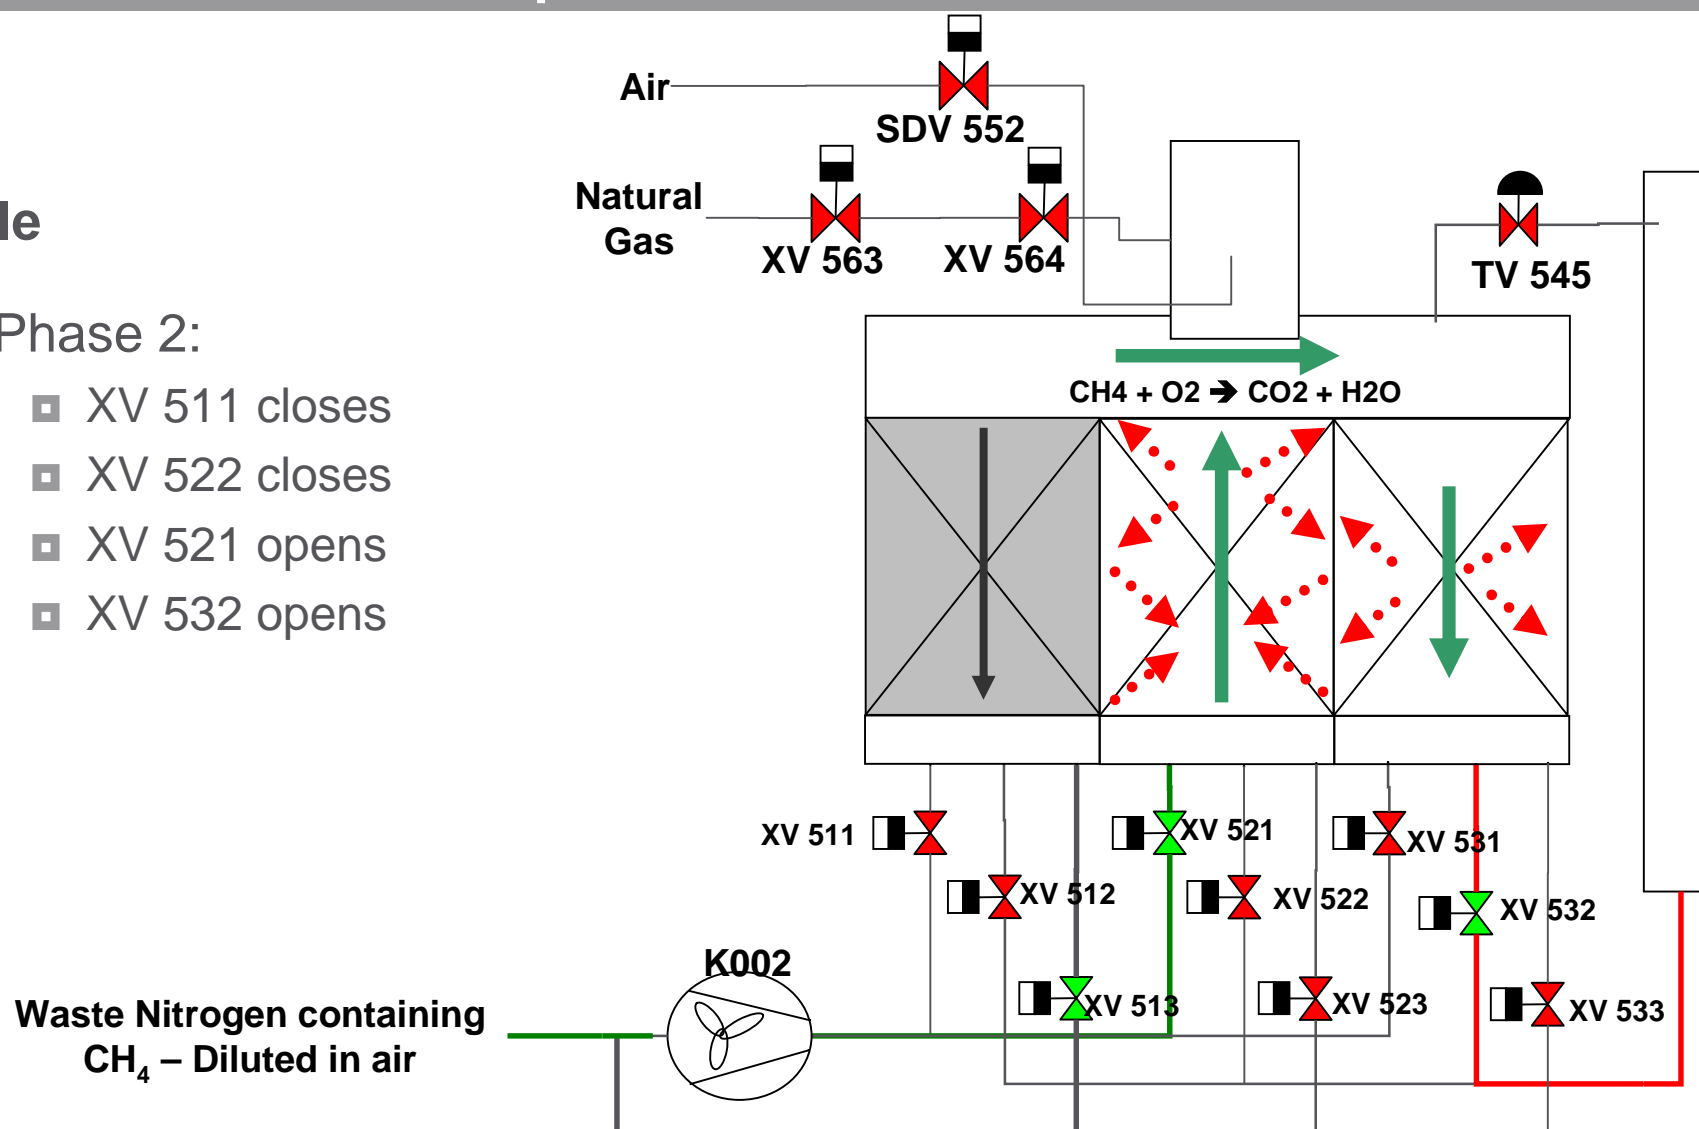 Air
SDV 552
Natural
Gas
XV 563
XV 564
TV 545
Phase 2:
XV 511 closes
XV 522 closes
XV 521 opens
XV 532 opens
CH4 + O2 ➔ CO2 + H2O
XV 511
XV 521
XV 531
XV 512
XV 522
XV 532
XV 513
XV 523
XV 533
K002
Waste Nitrogen containing
CH₄ – Diluted in air